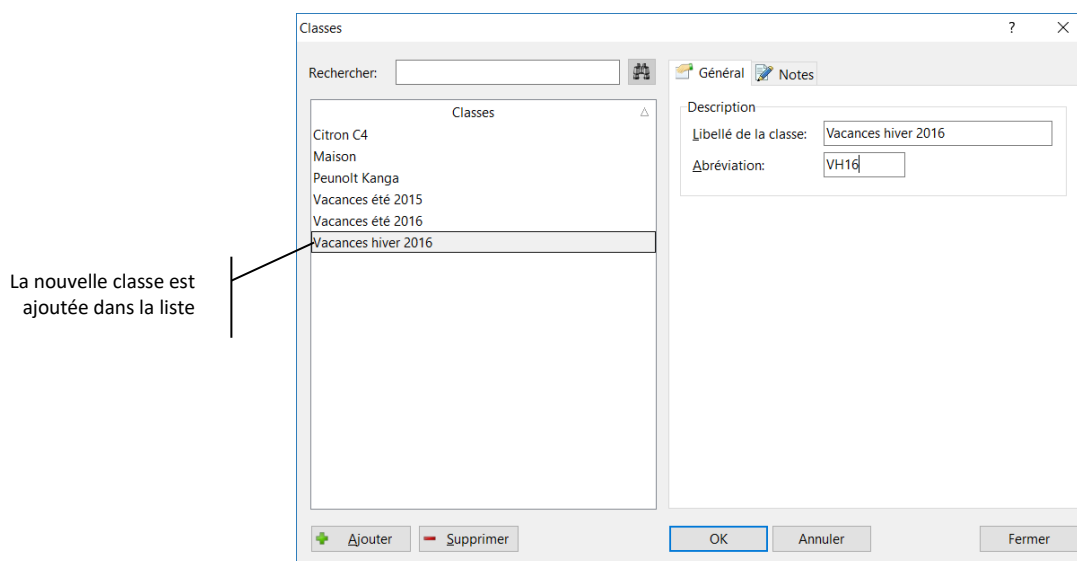 Classes ?
Rechercher:
Général Notes
Classes
Citron C4
Maison
Peunolt Kanga
Vacances été 2015
Vacances été 2016
Vacances hiver 2016
Description
Libellé de la classe: Vacances hiver 2016
Abréviation: VH16
La nouvelle classe est
ajoutée dans la liste
Ajouter Supprimer OK Annuler Fermer